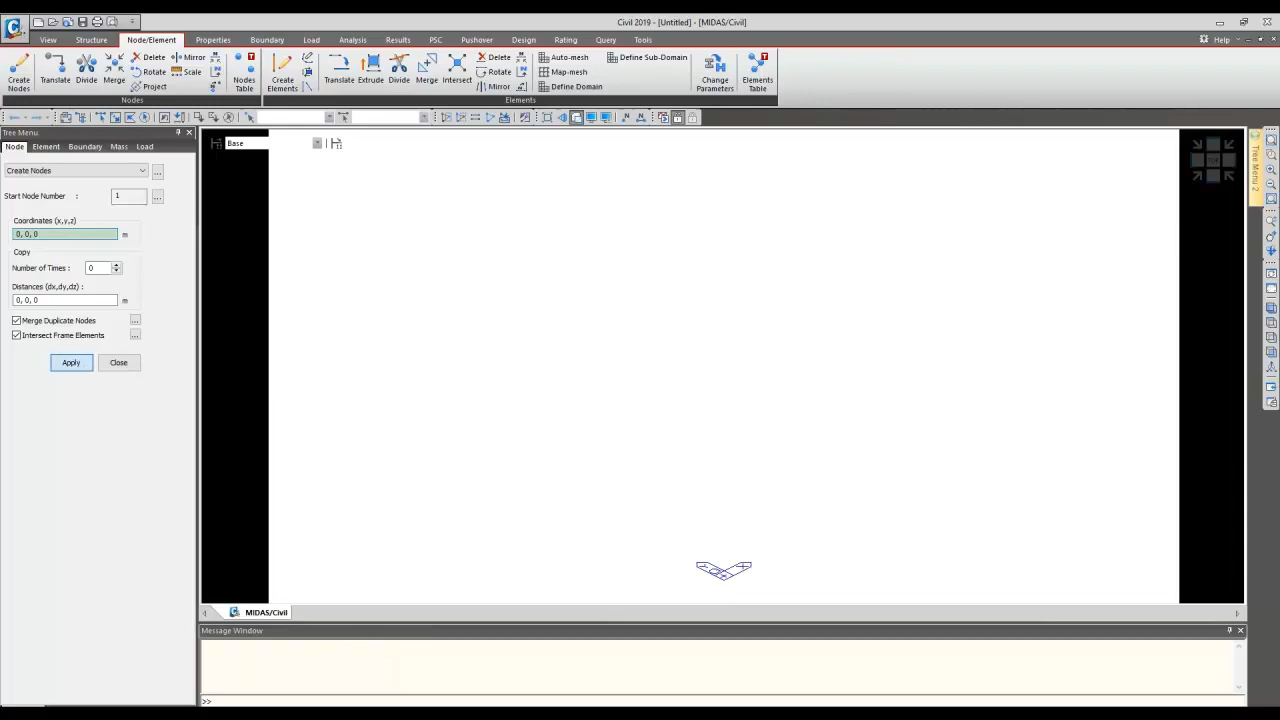 Civil 2019 - [Untitled] - [MIDAS/Civil]
View Structure Node/Element Properties Boundary Load Analysis Results PSC Pushover Design Rating Query Tools Help
Create Nodes Translate Divide Merge Delete Mirror Rotate Scale Project Nodes Table
Create Elements Translate Extrude Divide Merge Intersect Delete Rotate Mirror Auto-mesh Map-mesh Define Domain Define Sub-Domain Change Parameters Elements Table
Nodes Elements
Tree Menu
Base
Node Element Boundary Mass Load
Create Nodes ...
Start Node Number : 1 ...
Coordinates (x,y,z)
0, 0, 0 m
Copy
Number of Times : 0
Distances (dx,dy,dz) :
0, 0, 0 m
Merge Duplicate Nodes ...
Intersect Frame Elements ...
Apply Close
Tree Menu 2
MIDAS/Civil
Message Window
>>